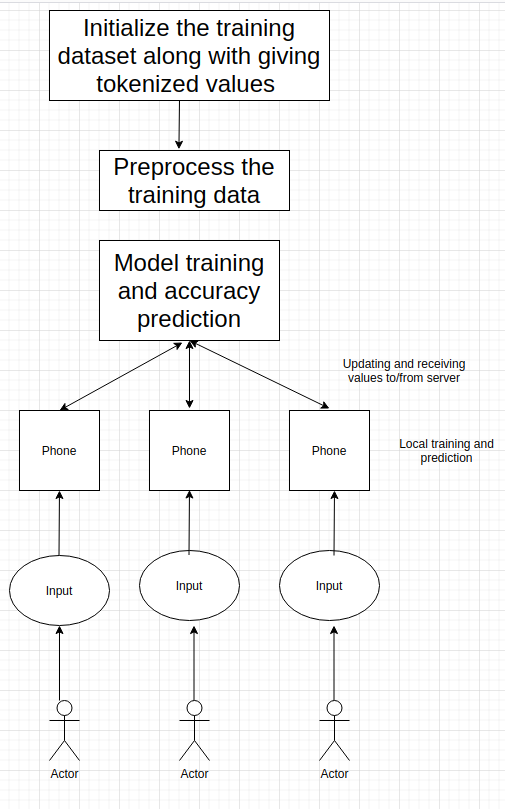 Initialize the training
dataset along with giving
tokenized values
Preprocess the
training data
Model training
and accuracy
prediction
Updating and receiving
values to/from server
Phone
Phone
Phone
Local training and
prediction
Input
Input
Input
Actor
Actor
Actor